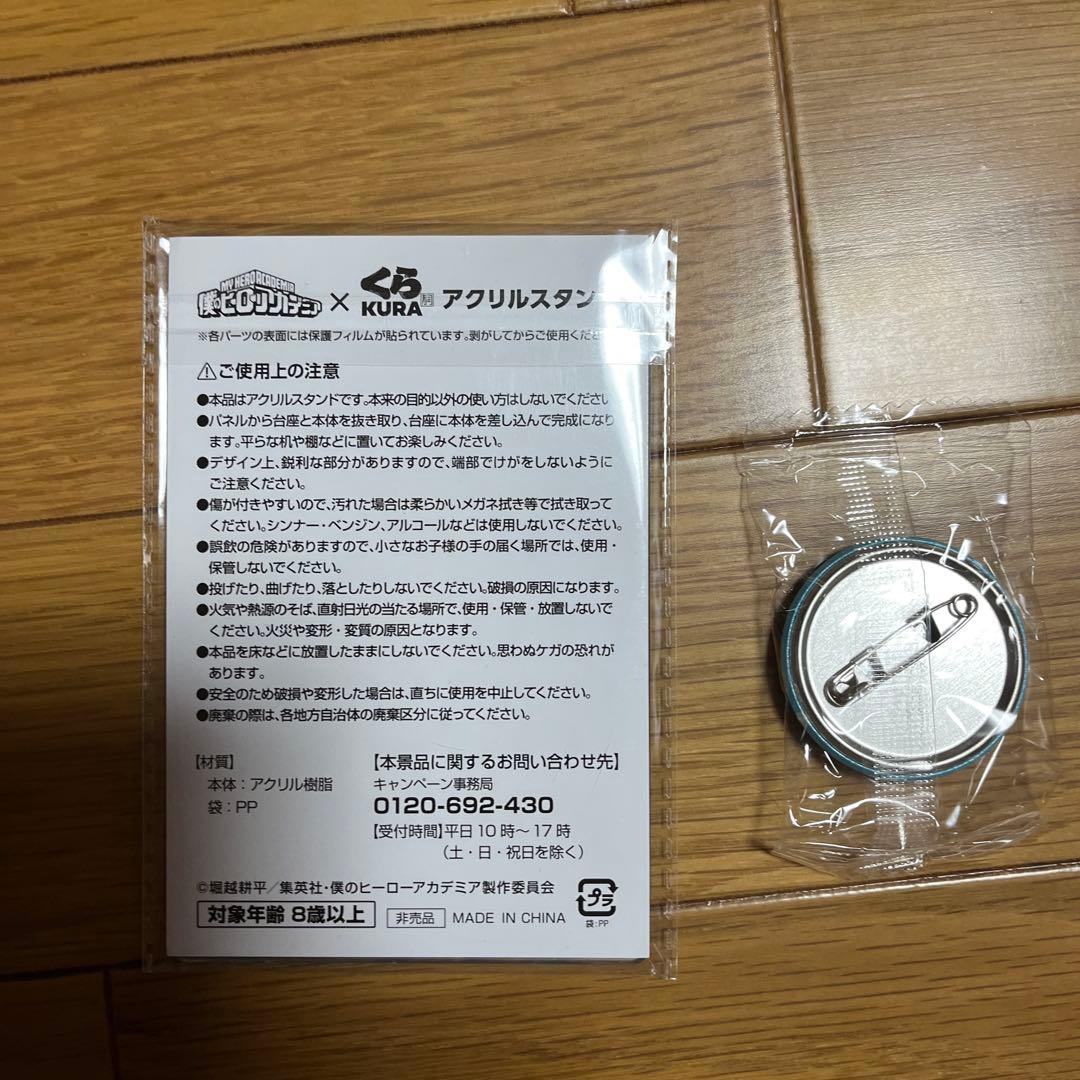 MY HERO ACADEMIA
僕のヒーローアカデミア × くら KURA アクリルスタン
※各パーツの表面には保護フィルムが貼られています。剥がしてからご使用くださ
⚠ご使用上の注意
●本品はアクリルスタンドです。本来の目的以外の使い方はしないでください
●パネルから台座と本体を抜き取り、台座に本体を差し込んで完成になり
ます。平らな机や棚などに置いてお楽しみください。
●デザイン上、鋭利な部分がありますので、端部でけがをしないように
ご注意ください。
●傷が付きやすいので、汚れた場合は柔らかいメガネ拭き等で拭き取って
ください。シンナー・ベンジン、アルコールなどは使用しないでください。
●誤飲の危険がありますので、小さなお子様の手の届く場所では、使用・
保管しないでください。
●投げたり、曲げたり、落としたりしないでください。破損の原因になります。
●火気や熱源のそば、直射日光の当たる場所で、使用・保管・放置しないで
ください。火災や変形・変質の原因となります。
●本品を床などに放置したままにしないでください。思わぬケガの恐れが
あります。
●安全のため破損や変形した場合は、直ちに使用を中止してください。
●廃棄の際は、各地方自治体の廃棄区分に従ってください。
【材質】
本体：アクリル樹脂
袋：PP
【本景品に関するお問い合わせ先】
キャンペーン事務局
0120-692-430
【受付時間】平日10時〜17時
（土・日・祝日を除く）
©堀越耕平／集英社・僕のヒーローアカデミア製作委員会
対象年齢 8歳以上 非売品 MADE IN CHINA
プラ
袋:PP